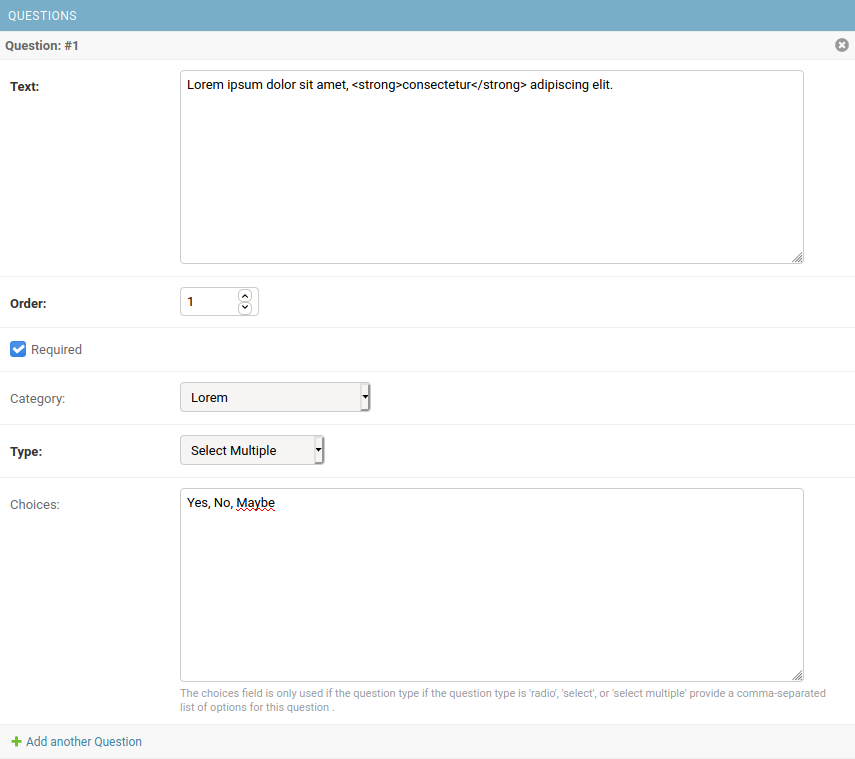 QUESTIONS
Question: #1
Text:
Lorem ipsum dolor sit amet, <strong>consectetur</strong> adipiscing elit.
Order:
1
Required
Category:
Lorem
Type:
Select Multiple
Choices:
Yes, No, Maybe
The choices field is only used if the question type if the question type is 'radio', 'select', or 'select multiple' provide a comma-separated
list of options for this question .
Add another Question